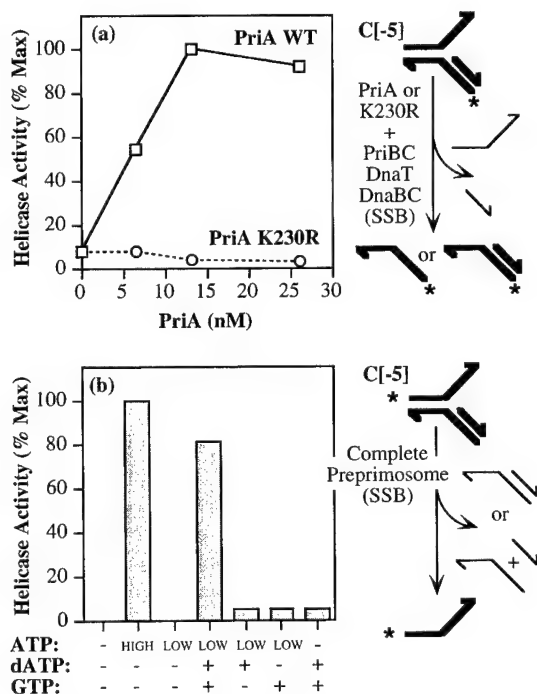 (a)
PriA WT
PriA K230R
Helicase Activity (% Max)
100
80
60
40
20
0
0 5 10 15 20 25 30
PriA (nM)
C[-5]
*
PriA or
K230R
+
PriBC
DnaT
DnaBC
(SSB)
or
* *
(b)
Helicase Activity (% Max)
100
80
60
40
20
0
ATP: - HIGH LOW LOW LOW LOW -
dATP: - - - + + - +
GTP: - - - + - + +
C[-5]
*
Complete
Preprimosome
(SSB)
or
+
*